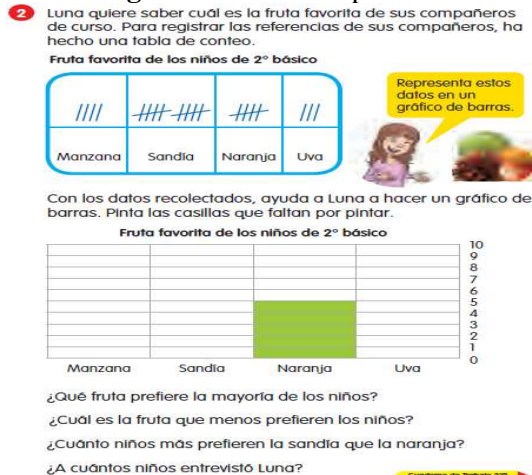 2 Luna quiere saber cuál es la fruta favorita de sus compañeros
de curso. Para registrar las referencias de sus compañeros, ha
hecho una tabla de conteo.
Fruta favorita de los niños de 2° básico
Manzana Sandía Naranja Uva
Representa estos
datos en un
gráfico de barras.
Con los datos recolectados, ayuda a Luna a hacer un gráfico de
barras. Pinta las casillas que faltan por pintar.
Fruta favorita de los niños de 2° básico
10
9
8
7
6
5
4
3
2
1
0
Manzana Sandía Naranja Uva
¿Qué fruta prefiere la mayoría de los niños?
¿Cuál es la fruta que menos prefieren los niños?
¿Cuánto niños más prefieren la sandía que la naranja?
¿A cuántos niños entrevistó Luna?